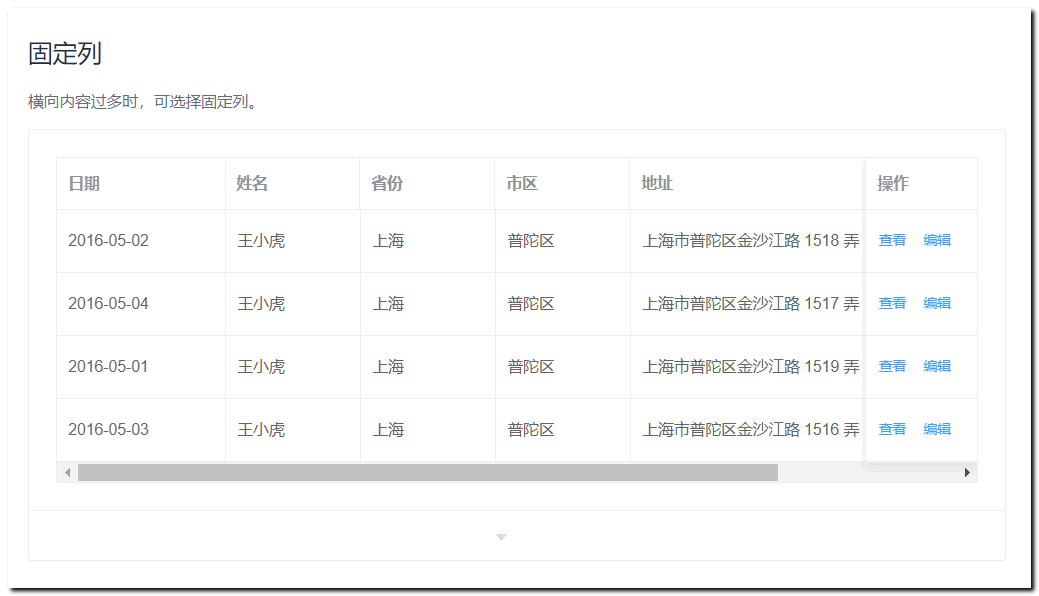 固定列
横向内容过多时，可选择固定列。
日期 姓名 省份 市区 地址 操作
2016-05-02 王小虎 上海 普陀区 上海市普陀区金沙江路 1518 弄 查看 编辑
2016-05-04 王小虎 上海 普陀区 上海市普陀区金沙江路 1517 弄 查看 编辑
2016-05-01 王小虎 上海 普陀区 上海市普陀区金沙江路 1519 弄 查看 编辑
2016-05-03 王小虎 上海 普陀区 上海市普陀区金沙江路 1516 弄 查看 编辑